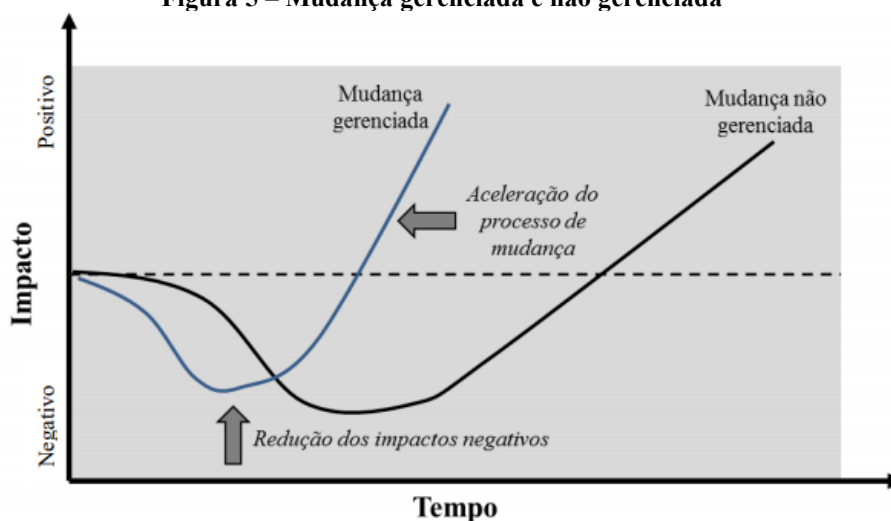 Figura 5 – Mudança gerenciada e não gerenciada
Positivo
Mudança
gerenciada
Mudança não
gerenciada
Aceleração do
processo de
mudança
Impacto
Negativo
Redução dos impactos negativos
Tempo